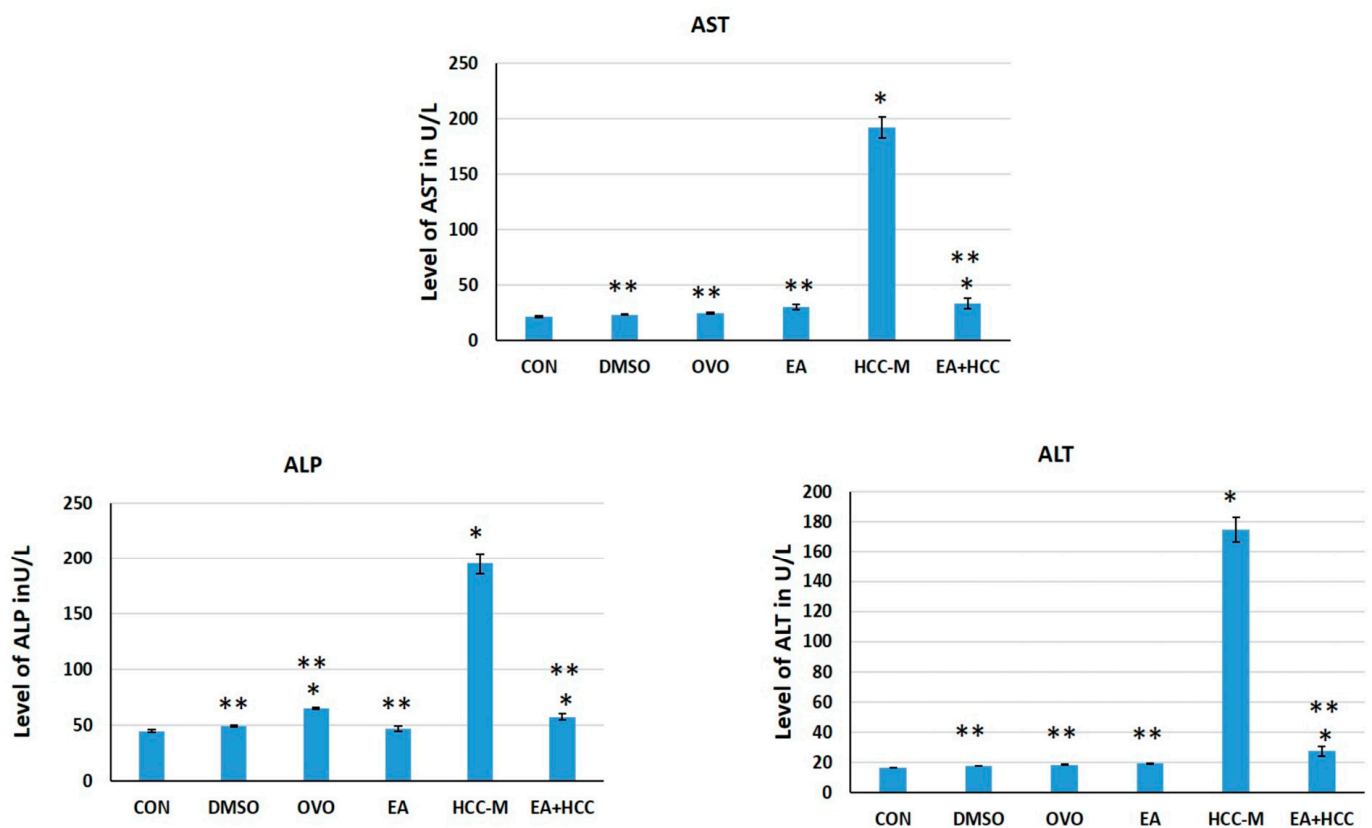 AST
Level of AST in U/L
250
200
150
100
50
0
*
** ** ** **
*
CON DMSO OVO EA HCC-M EA+HCC
ALP
Level of ALP inU/L
250
200
150
100
50
0
*
** **
** * ** *
CON DMSO OVO EA HCC-M EA+HCC
ALT
Level of ALT in U/L
200
180
160
140
120
100
80
60
40
20
0
*
**
** ** ** *
CON DMSO OVO EA HCC-M EA+HCC